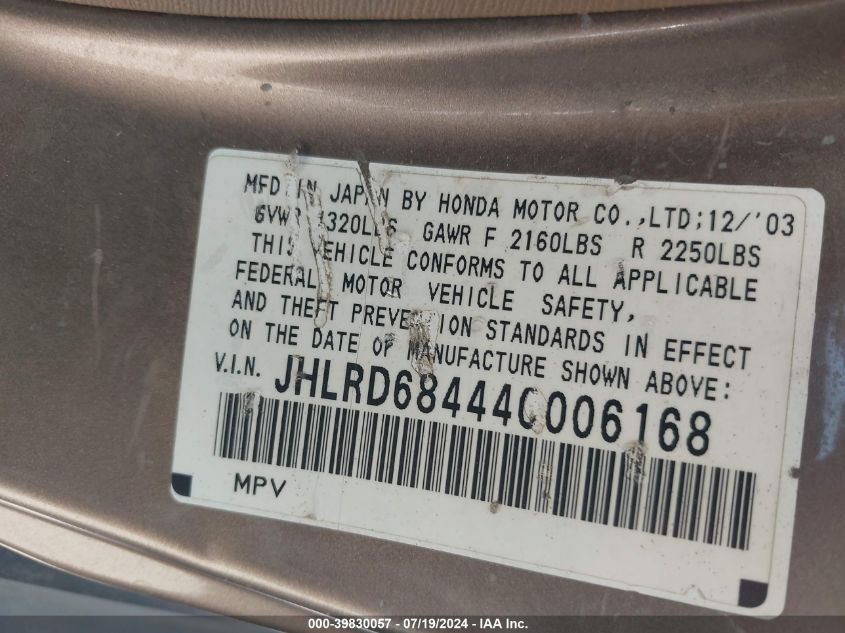 MFD IN JAPAN BY HONDA MOTOR CO.,LTD;12/'03
GVWR 4320LBS GAWR F 2160LBS R 2250LBS
THIS VEHICLE CONFORMS TO ALL APPLICABLE
FEDERAL MOTOR VEHICLE SAFETY,
AND THEFT PREVENTION STANDARDS IN EFFECT
ON THE DATE OF MANUFACTURE SHOWN ABOVE:
V.I.N. JHLRD68444C006168
MPV
000-39830057 - 07/19/2024 - IAA Inc.